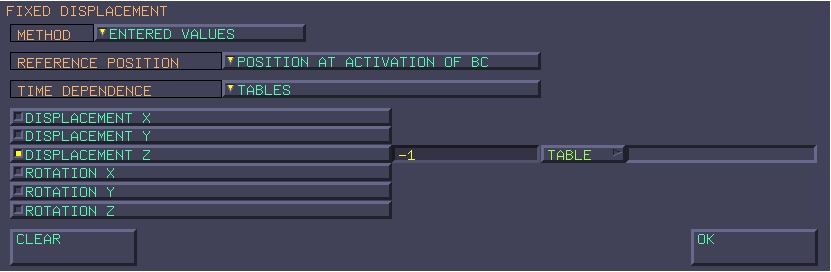 FIXED DISPLACEMENT
METHOD ENTERED VALUES
REFERENCE POSITION POSITION AT ACTIVATION OF BC
TIME DEPENDENCE TABLES
DISPLACEMENT X
DISPLACEMENT Y
DISPLACEMENT Z -1 TABLE
ROTATION X
ROTATION Y
ROTATION Z
CLEAR OK